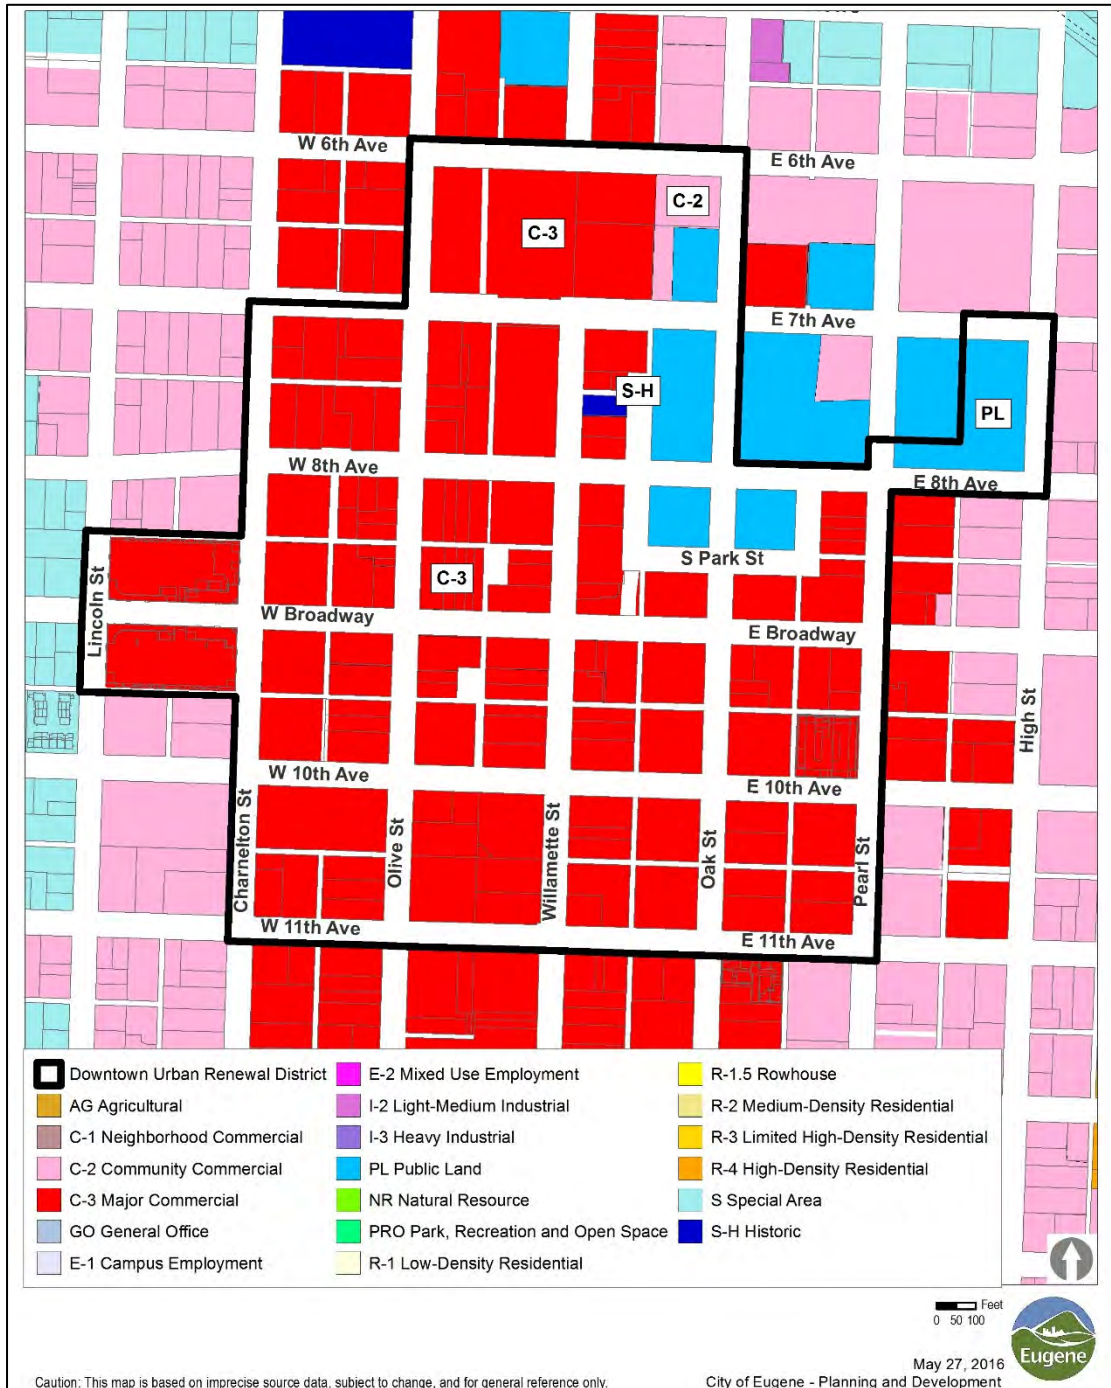 W 6th Ave
E 6th Ave
C-2
C-3
E 7th Ave
S-H
PL
W 8th Ave
E 8th Ave
S Park St
C-3
Lincoln St
W Broadway
E Broadway
High St
W 10th Ave
E 10th Ave
Charnelton St
Olive St
Willamette St
Oak St
Pearl St
W 11th Ave
E 11th Ave
Downtown Urban Renewal District
AG Agricultural
C-1 Neighborhood Commercial
C-2 Community Commercial
C-3 Major Commercial
GO General Office
E-1 Campus Employment
E-2 Mixed Use Employment
I-2 Light-Medium Industrial
I-3 Heavy Industrial
PL Public Land
NR Natural Resource
PRO Park, Recreation and Open Space
R-1 Low-Density Residential
R-1.5 Rowhouse
R-2 Medium-Density Residential
R-3 Limited High-Density Residential
R-4 High-Density Residential
S Special Area
S-H Historic
Feet
0 50 100
Eugene
May 27, 2016
Caution: This map is based on imprecise source data, subject to change, and for general reference only.
City of Eugene - Planning and Development